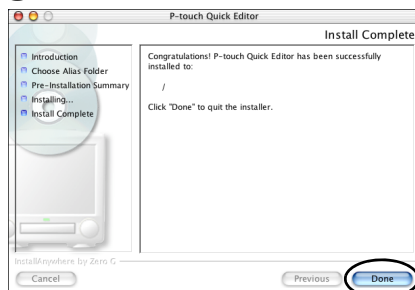 P-touch Quick Editor
Install Complete
Introduction
Choose Alias Folder
Pre-Installation Summary
Installing...
Install Complete
Congratulations! P-touch Quick Editor has been successfully
installed to:
/
Click "Done" to quit the installer.
InstallAnywhere by Zero G
Cancel
Previous
Done